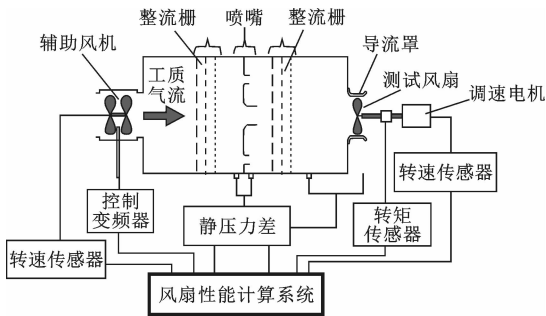 整流栅
喷嘴
整流栅
辅助风机
导流罩
工质
气流
测试风扇
调速电机
转速传感器
控制
变频器
静压力差
转矩
传感器
转速传感器
风扇性能计算系统